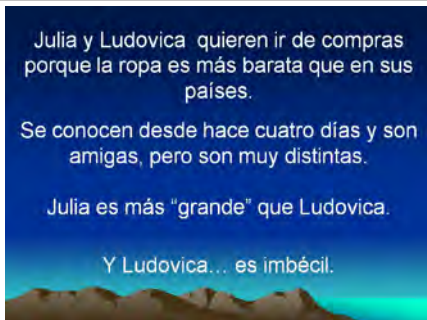 Julia y Ludovica quieren ir de compras
porque la ropa es más barata que en sus
países.
Se conocen desde hace cuatro días y son
amigas, pero son muy distintas.
Julia es más “grande” que Ludovica.
Y Ludovica… es imbécil.